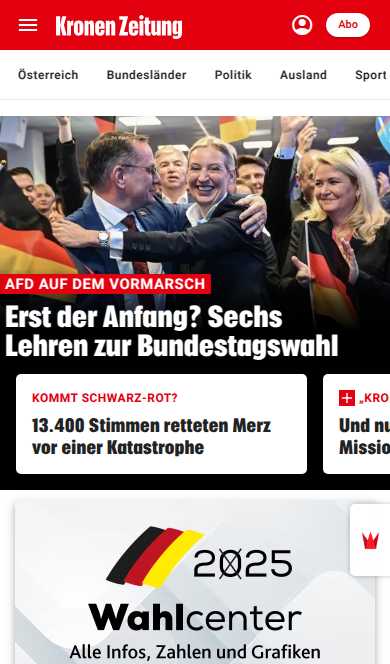 Kronen Zeitung
Abo
Österreich Bundesländer Politik Ausland Sport
AFD AUF DEM VORMARSCH
Erst der Anfang? Sechs
Lehren zur Bundestagswahl
KOMMT SCHWARZ-ROT?
13.400 Stimmen retteten Merz
vor einer Katastrophe
„KRO
Und nu
Missio
2025
Wahlcenter
Alle Infos, Zahlen und Grafiken